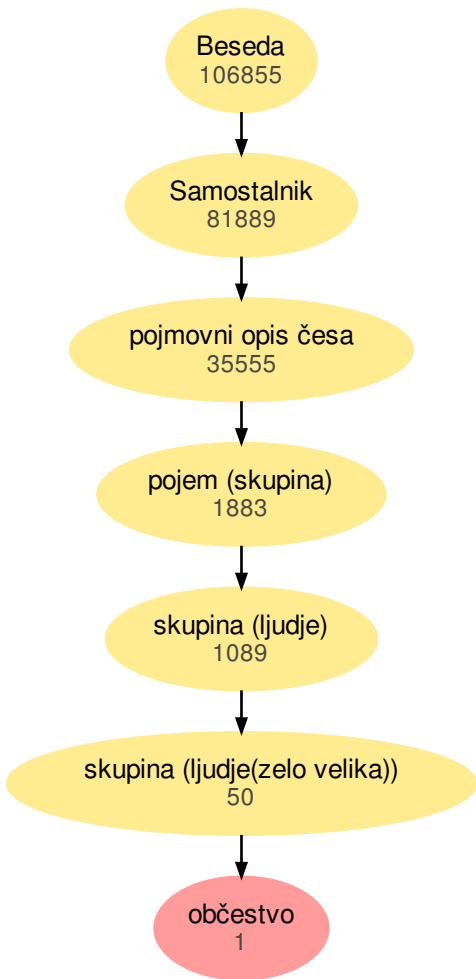 Beseda
106855
Samostalnik
81889
pojmovni opis česa
35555
pojem (skupina)
1883
skupina (ljudje)
1089
skupina (ljudje(zelo velika))
50
občestvo
1